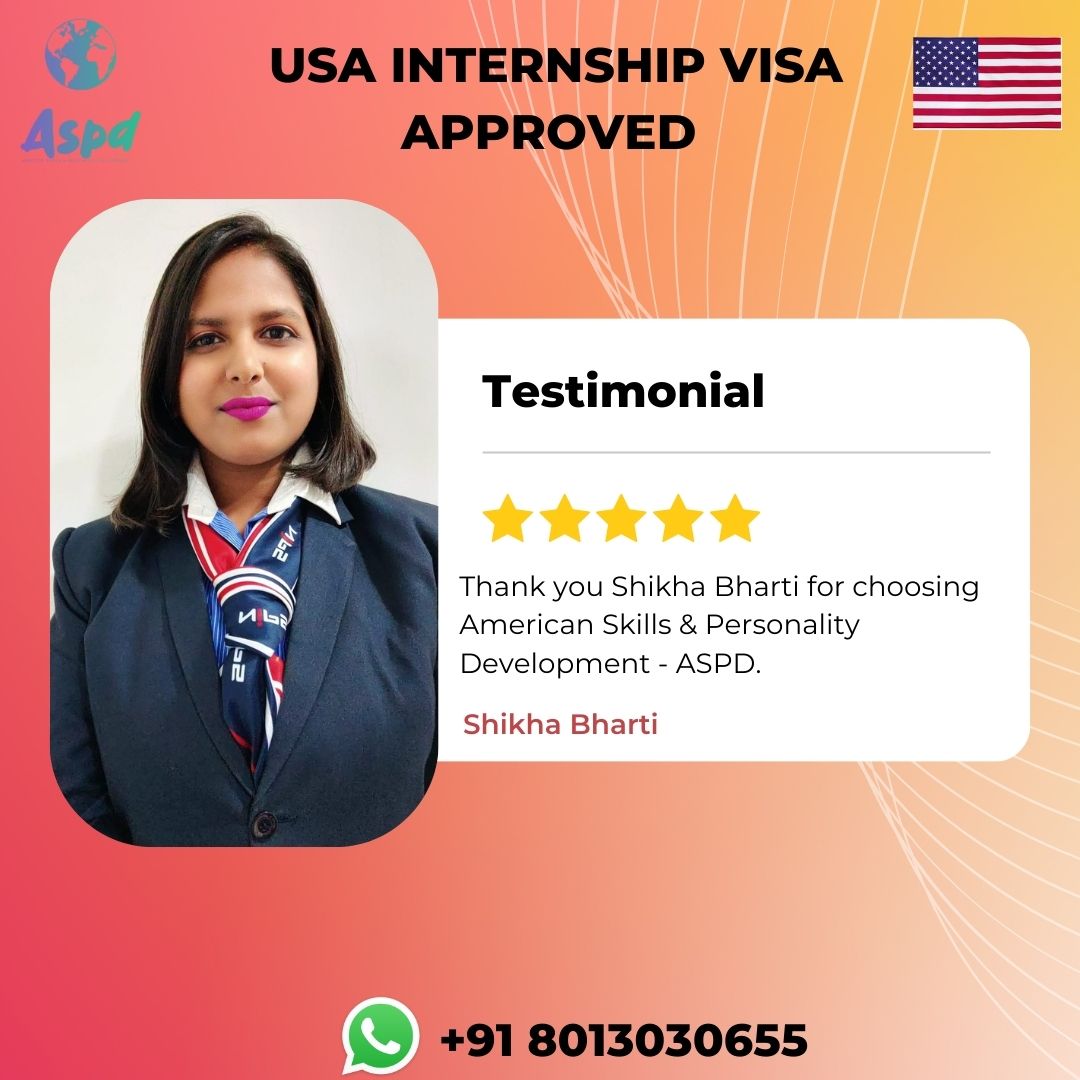 Aspd
USA INTERNSHIP VISA
APPROVED
Testimonial
Thank you Shikha Bharti for choosing
American Skills & Personality
Development - ASPD.
Shikha Bharti
+91 8013030655